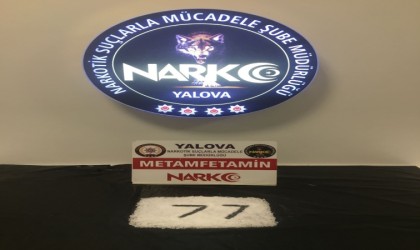 NARKOTİK SUÇLARLA MÜCADELE ŞUBE MÜDÜRLÜĞÜ
NARKO
YALOVA
YALOVA
NARKOTİK SUÇLARLA MÜCADELE
ŞUBE MÜDÜRLÜĞÜ
METAMFETAMİN
NARKO
77